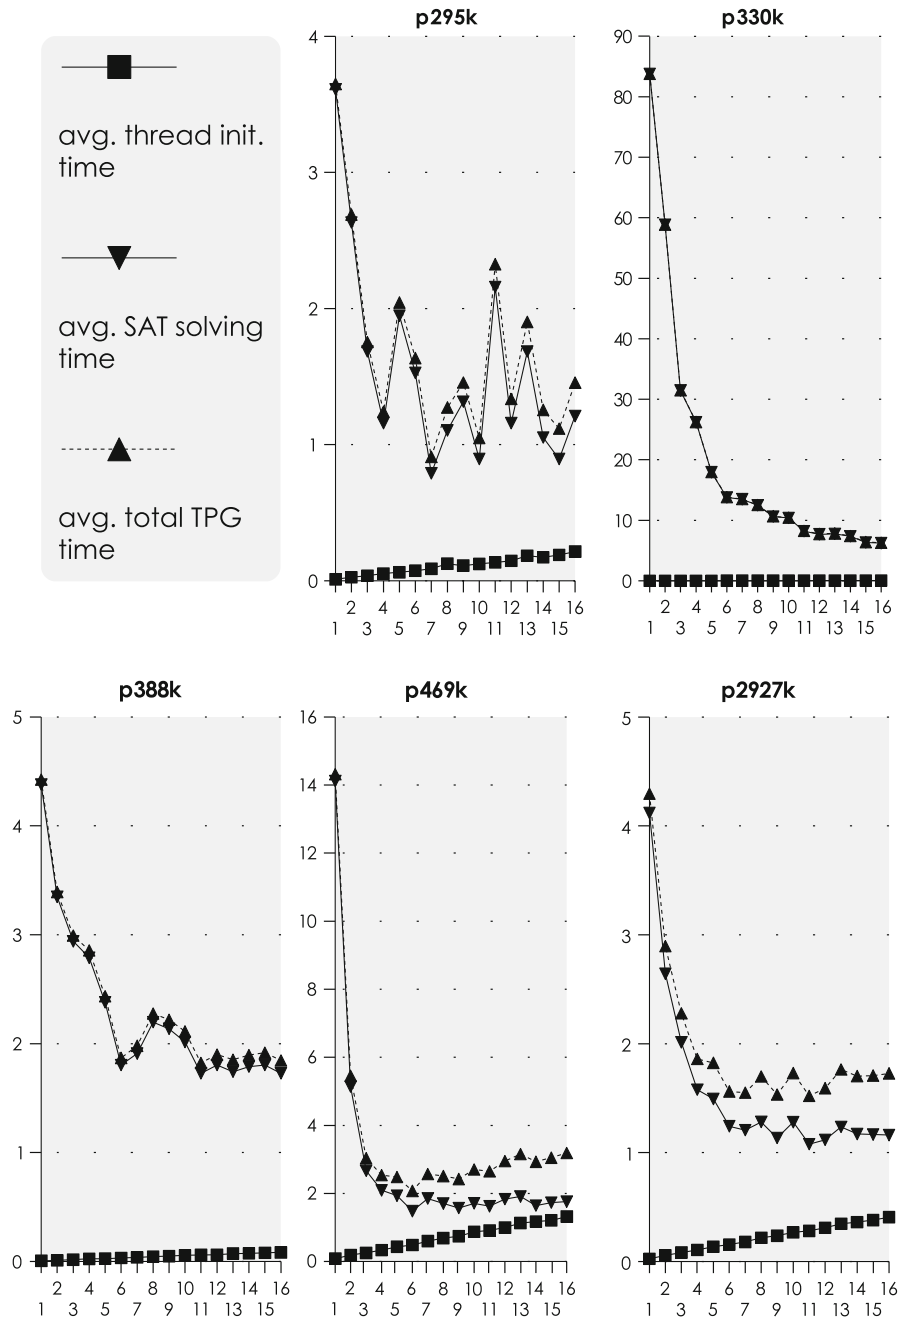 p295k
p330k
avg. thread init.
time
avg. SAT solving
time
avg. total TPG
time
4
3
2
1
0
2 4 6 8 10 12 14 16
1 3 5 7 9 11 13 15
90
80
70
60
50
40
30
20
10
0
2 4 6 8 10 12 14 16
1 3 5 7 9 11 13 15
p388k
p469k
p2927k
5
4
3
2
1
0
2 4 6 8 10 12 14 16
1 3 5 7 9 11 13 15
16
14
12
10
8
6
4
2
0
2 4 6 8 10 12 14 16
1 3 5 7 9 11 13 15
5
4
3
2
1
0
2 4 6 8 10 12 14 16
1 3 5 7 9 11 13 15